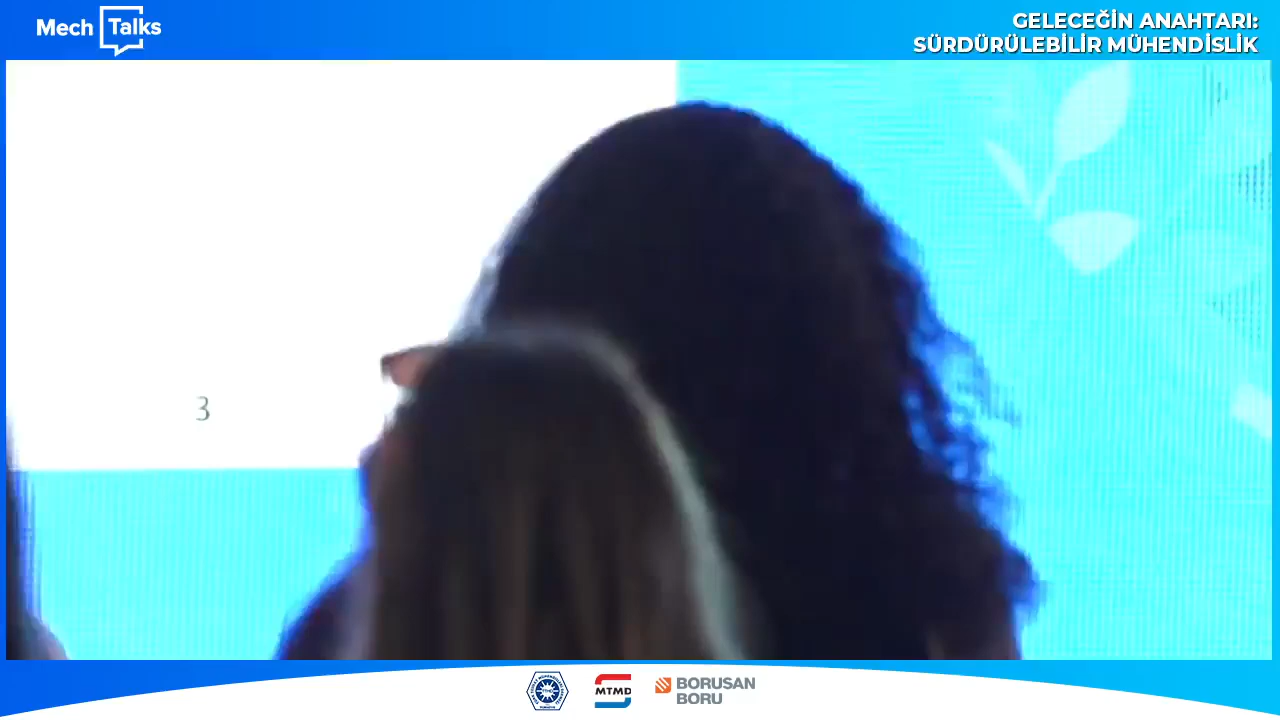 Mech Talks
GELECEĞİN ANAHTARI:
SÜRDÜRÜLEBİLİR MÜHENDİSLİK
3
MTMD
BORUSAN
BORU